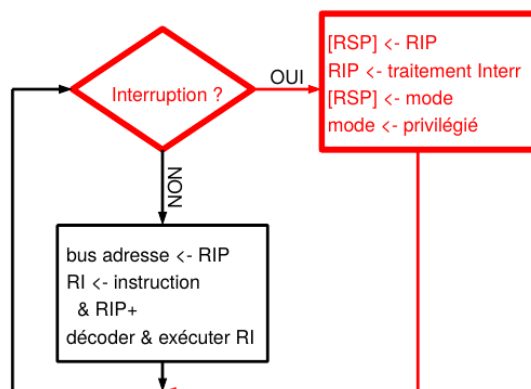 Interruption ?
OUI
[RSP] <- RIP
RIP <- traitement Interr
[RSP] <- mode
mode <- privilégié
NON
bus adresse <- RIP
RI <- instruction
& RIP+
décoder & exécuter RI